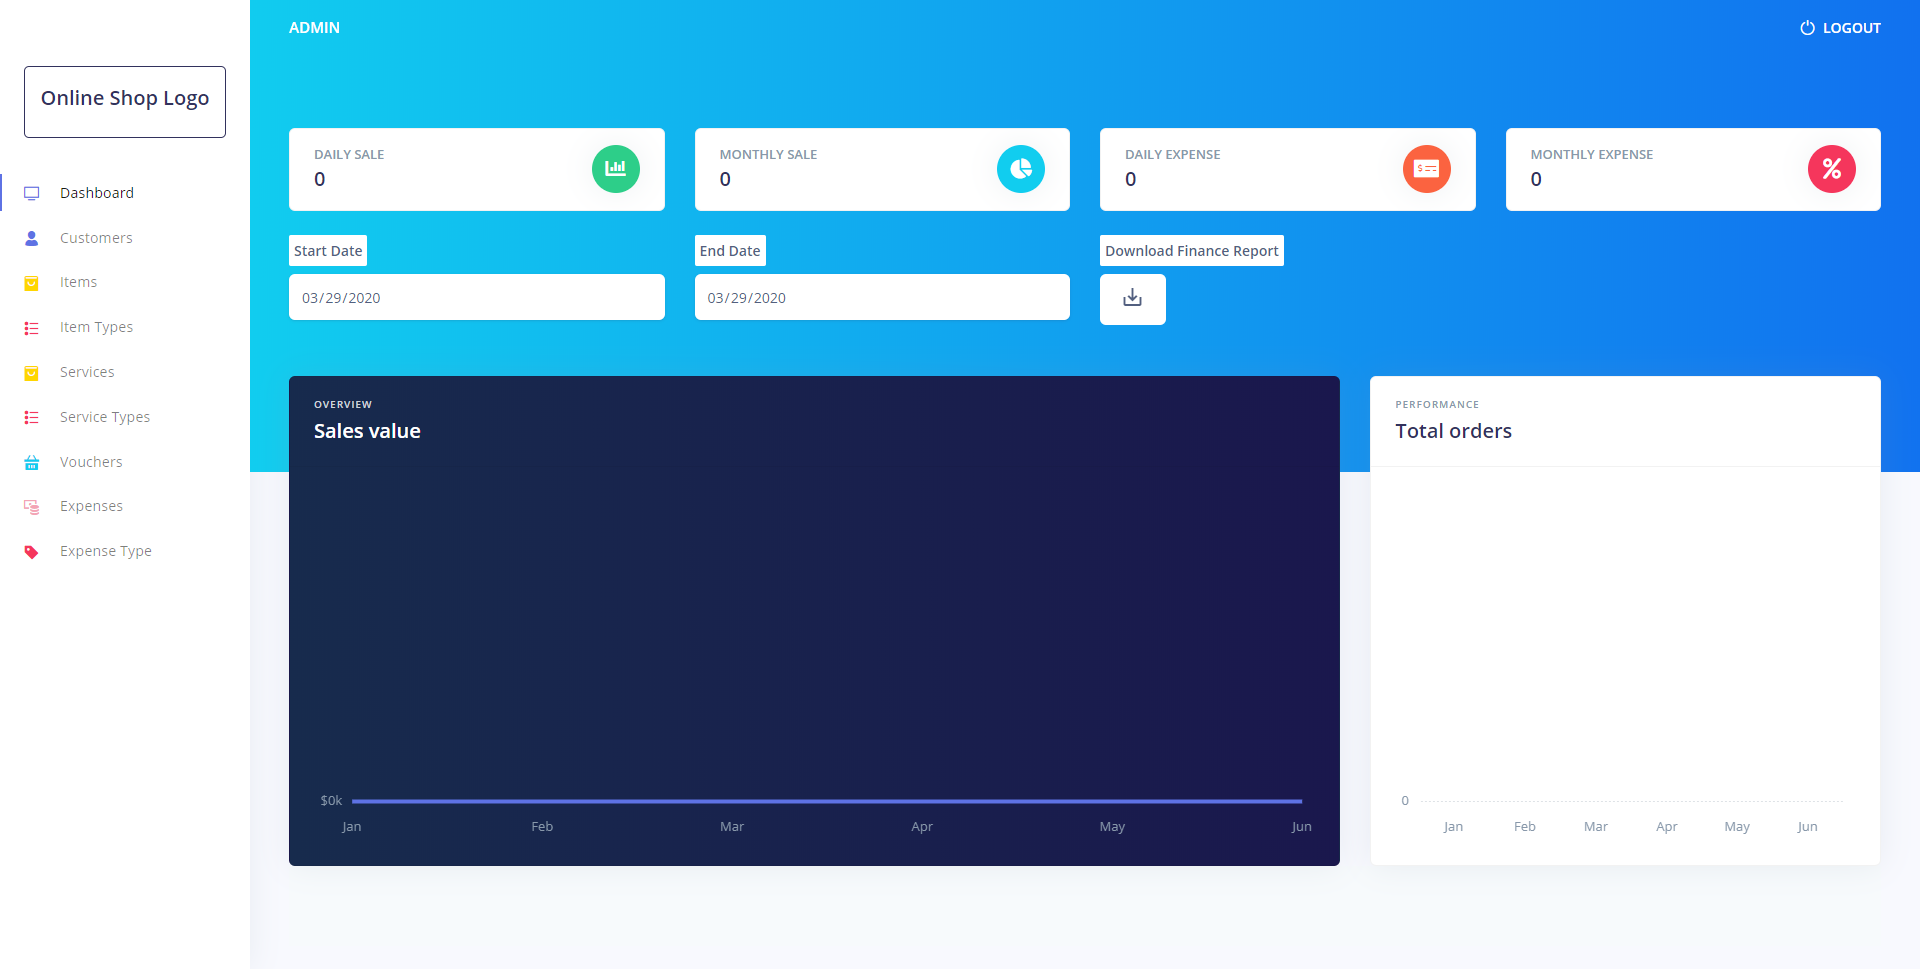 ADMIN
LOGOUT
Online Shop Logo
Dashboard
Customers
Items
Item Types
Services
Service Types
Vouchers
Expenses
Expense Type
DAILY SALE
0
MONTHLY SALE
0
DAILY EXPENSE
0
MONTHLY EXPENSE
0
Start Date
03/29/2020
End Date
03/29/2020
Download Finance Report
OVERVIEW
Sales value
$0k
Jan Feb Mar Apr May Jun
PERFORMANCE
Total orders
0
Jan Feb Mar Apr May Jun